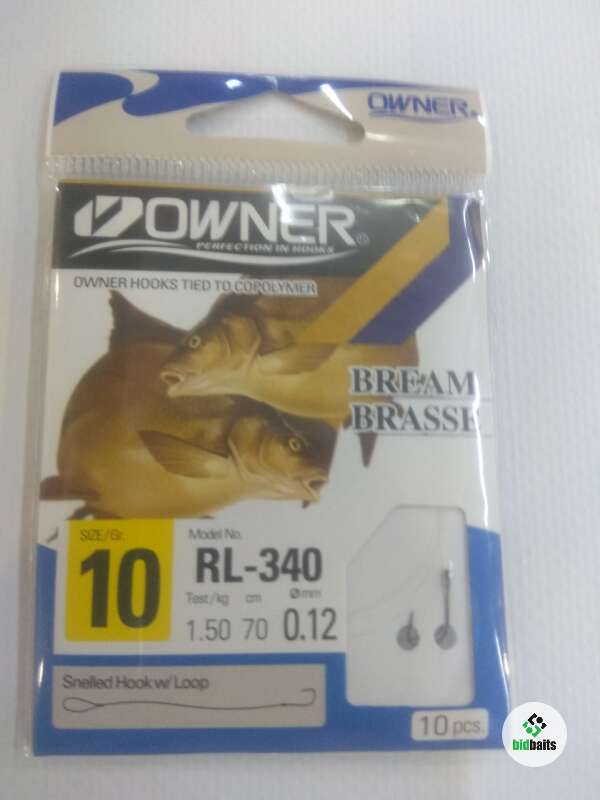 OWNER
OWNER®
PERFECTION IN HOOKS
OWNER HOOKS TIED TO COPOLYMER
BREAM
BRASSE
SIZE/Gr.
10
Model No.
RL-340
Test/kg cm Ømm
1.50 70 0.12
Snelled Hook w/ Loop
10 pcs.
bidbaits